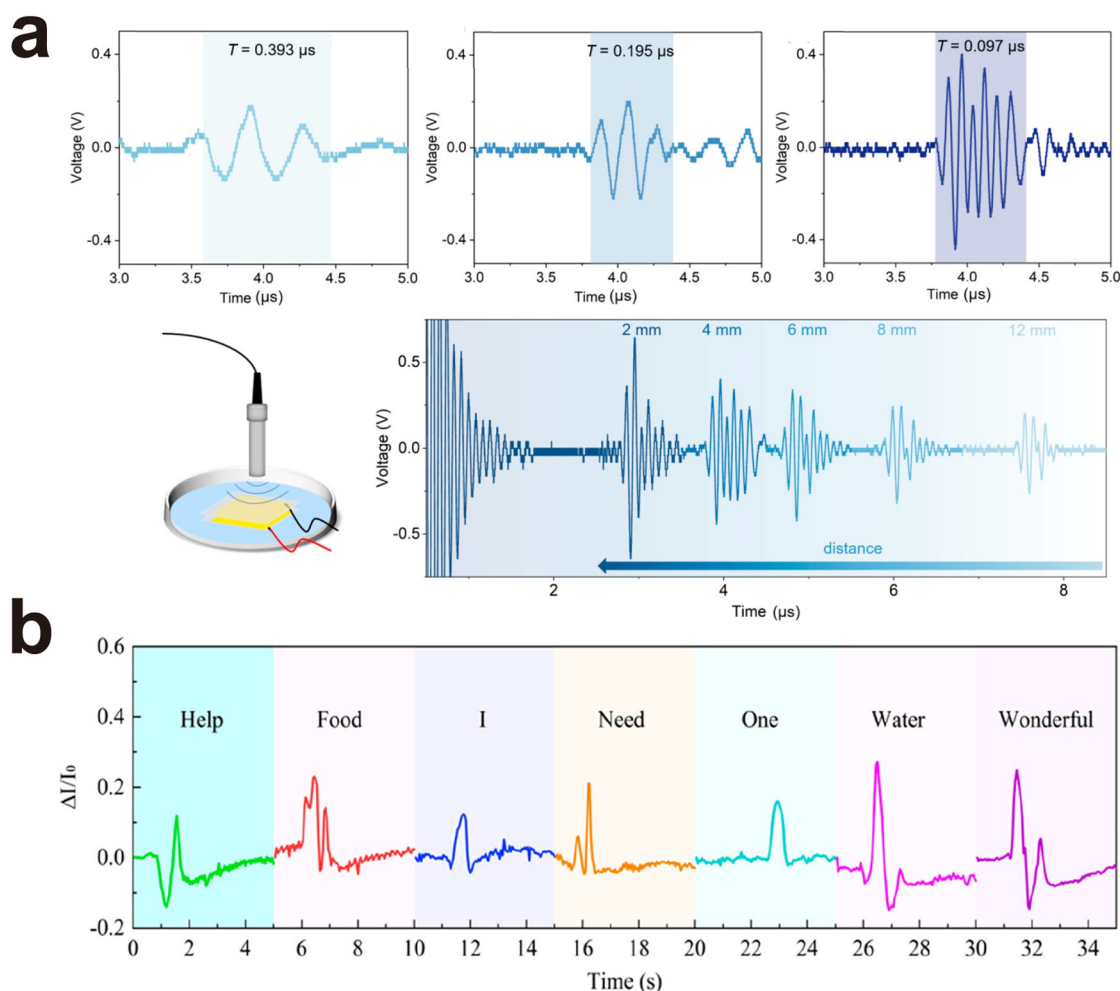 a
T = 0.393 µs
T = 0.195 µs
T = 0.097 µs
Voltage (V)
0.4
0.0
-0.4
3.0 3.5 4.0 4.5 5.0
Time (µs)
Voltage (V)
0.4
0.0
-0.4
3.0 3.5 4.0 4.5 5.0
Time (µs)
Voltage (V)
0.4
0.0
-0.4
3.0 3.5 4.0 4.5 5.0
Time (µs)
2 mm 4 mm 6 mm 8 mm 12 mm
Voltage (V)
0.5
0.0
-0.5
distance
2 4 6 8
Time (µs)
b
ΔI/I₀
0.6
0.4
0.2
0.0
-0.2
Help Food I Need One Water Wonderful
0 2 4 6 8 10 12 14 16 18 20 22 24 26 28 30 32 34
Time (s)